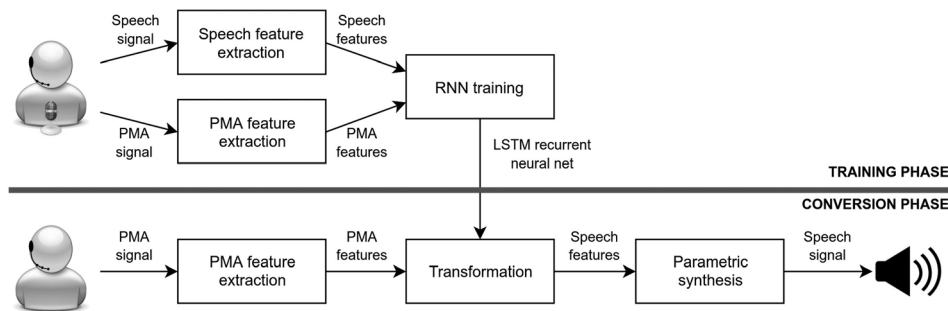 Speech
signal
Speech feature
extraction
Speech
features
PMA
signal
PMA feature
extraction
PMA
features
RNN training
LSTM recurrent
neural net
TRAINING PHASE
CONVERSION PHASE
PMA
signal
PMA feature
extraction
PMA
features
Transformation
Speech
features
Parametric
synthesis
Speech
signal